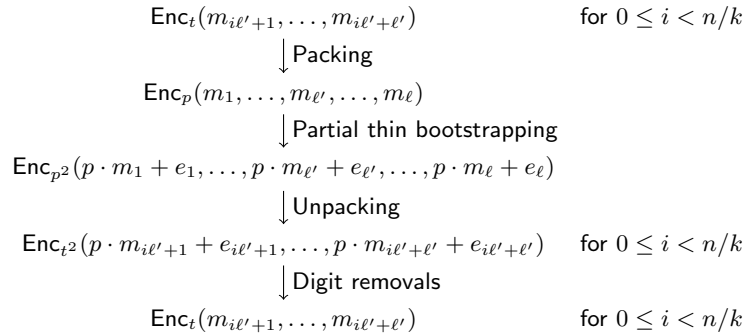 Enc_t(m_{iℓ′+1}, . . . , m_{iℓ′+ℓ′}) for 0 ≤ i < n/k
Packing
Enc_p(m_1, . . . , m_{ℓ′}, . . . , m_ℓ)
Partial thin bootstrapping
Enc_{p^2}(p · m_1 + e_1, . . . , p · m_{ℓ′} + e_{ℓ′}, . . . , p · m_ℓ + e_ℓ)
Unpacking
Enc_{t^2}(p · m_{iℓ′+1} + e_{iℓ′+1}, . . . , p · m_{iℓ′+ℓ′} + e_{iℓ′+ℓ′}) for 0 ≤ i < n/k
Digit removals
Enc_t(m_{iℓ′+1}, . . . , m_{iℓ′+ℓ′}) for 0 ≤ i < n/k